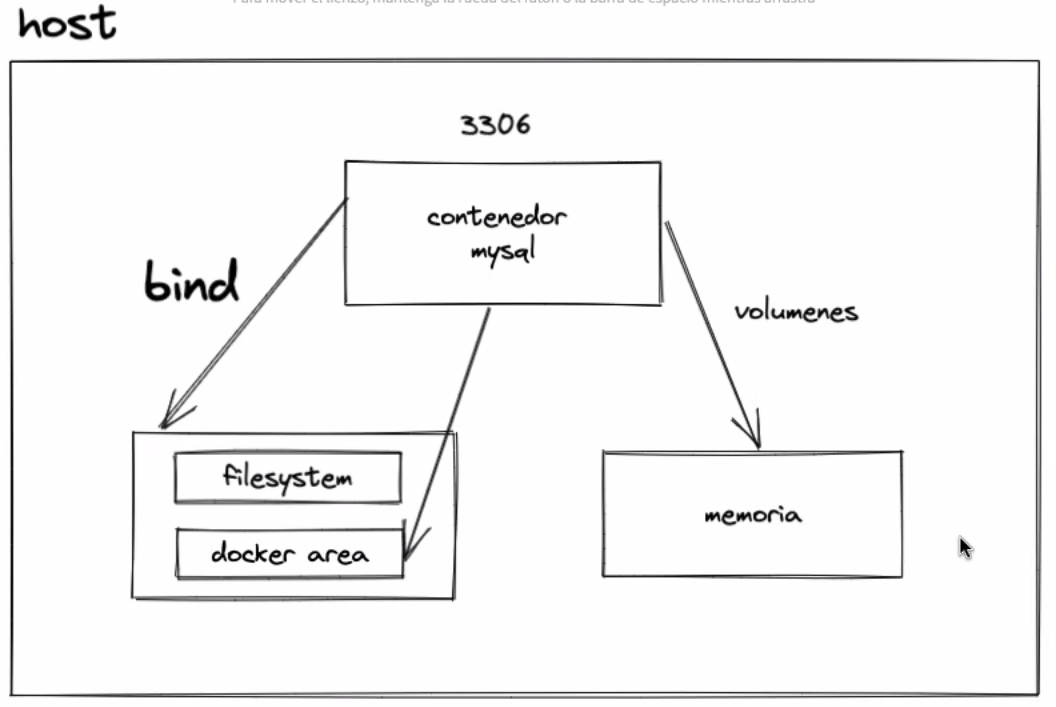 Para mover el lienzo, mantenga la rueda del ratón o la barra de espacio mientras arrastra
host
3306
contenedor
mysql
bind
volumenes
filesystem
docker area
memoria